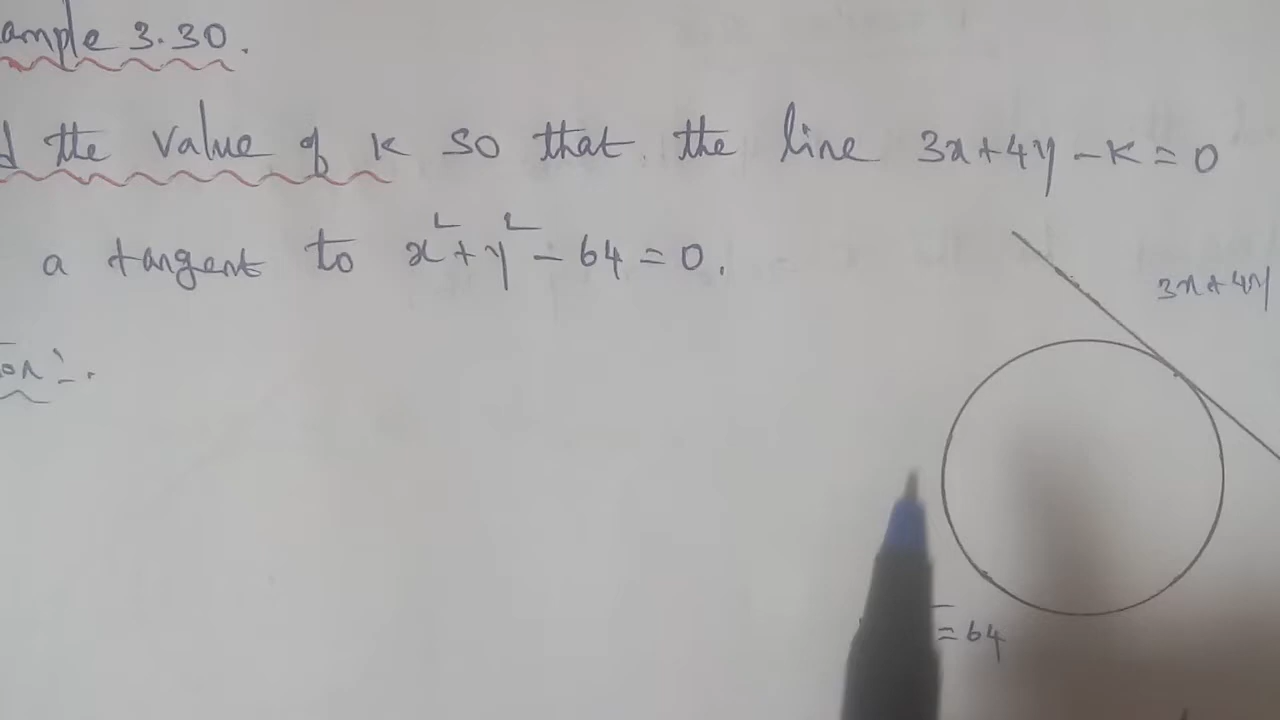 ample 3.30.
d the value of k so that the line 3x+4y-k=0
a tangent to x²+y²-64=0.
3x+4y
on:-.
=64